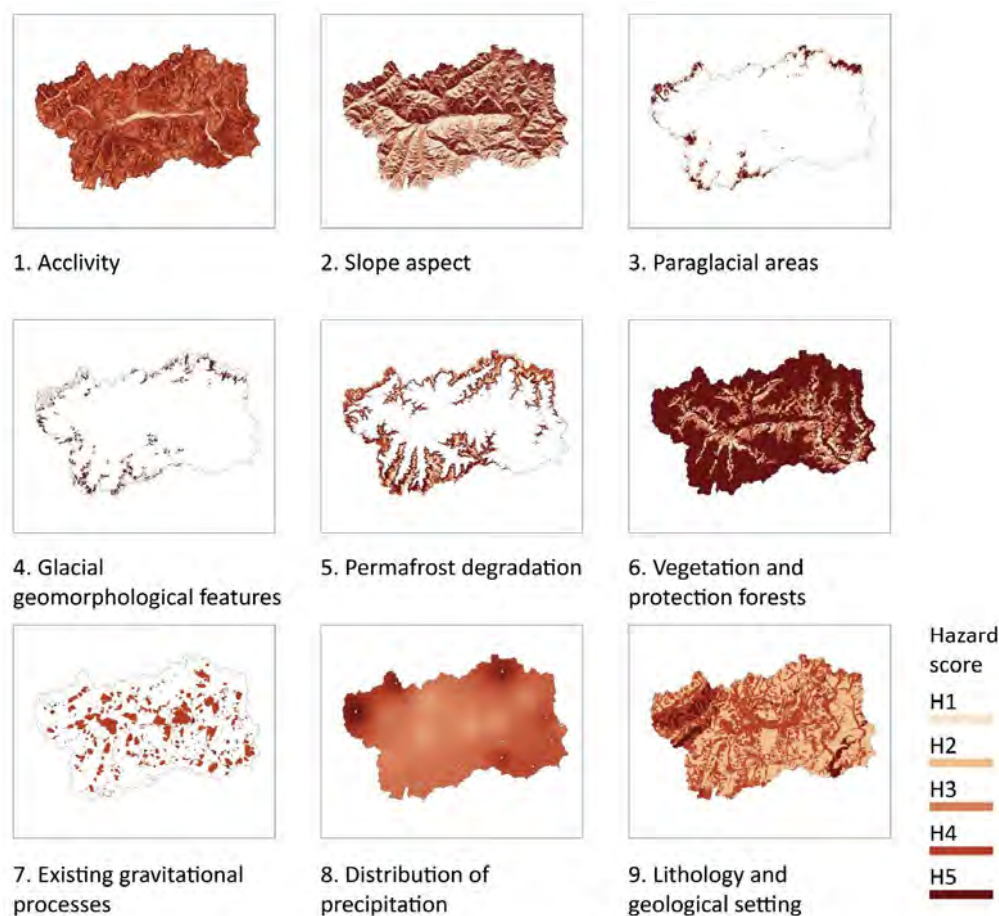 1. Acclivity
2. Slope aspect
3. Paraglacial areas
4. Glacial
geomorphological features
5. Permafrost degradation
6. Vegetation and
protection forests
7. Existing gravitational
processes
8. Distribution of
precipitation
9. Lithology and
geological setting
Hazard
score
H1
H2
H3
H4
H5